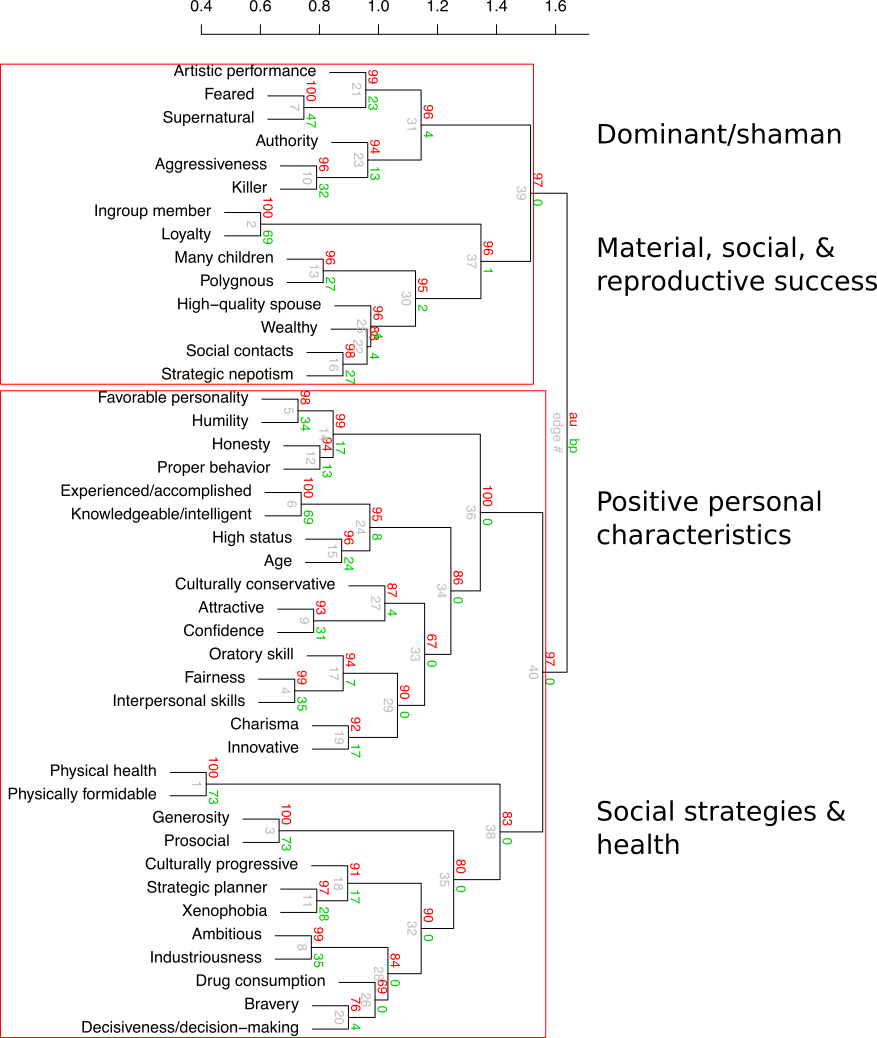 0.4 0.6 0.8 1.0 1.2 1.4 1.6
Artistic performance
Feared
Supernatural
Authority
Aggressiveness
Killer
Ingroup member
Loyalty
Many children
Polygnous
High−quality spouse
Wealthy
Social contacts
Strategic nepotism
Favorable personality
Humility
Honesty
Proper behavior
Experienced/accomplished
Knowledgeable/intelligent
High status
Age
Culturally conservative
Attractive
Confidence
Oratory skill
Fairness
Interpersonal skills
Charisma
Innovative
Physical health
Physically formidable
Generosity
Prosocial
Culturally progressive
Strategic planner
Xenophobia
Ambitious
Industriousness
Drug consumption
Bravery
Decisiveness/decision−making
99 21 23
100 7 47
96 31 4
94 23 13
96 10 32
97 39 0
100 2 69
96 37 1
96 13 27
95 30 2
96 25
22 4
98 16 27
98 5 34
99 17
94 12 13
100 36 0
100 6 69
95 24 8
96 15 24
86 34 0
87 27 4
93 9 31
67 33 0
94 17 7
99 4 35
90 29 0
92 19 17
97 40 0
100 1 73
83 38 0
100 3 73
80 35 0
91 18 17
97 11 28
90 32 0
99 8 35
84 28 0
69 26 0
76 20 4
au bp
edge #
Dominant/shaman
Material, social, &
reproductive success
Positive personal
characteristics
Social strategies &
health